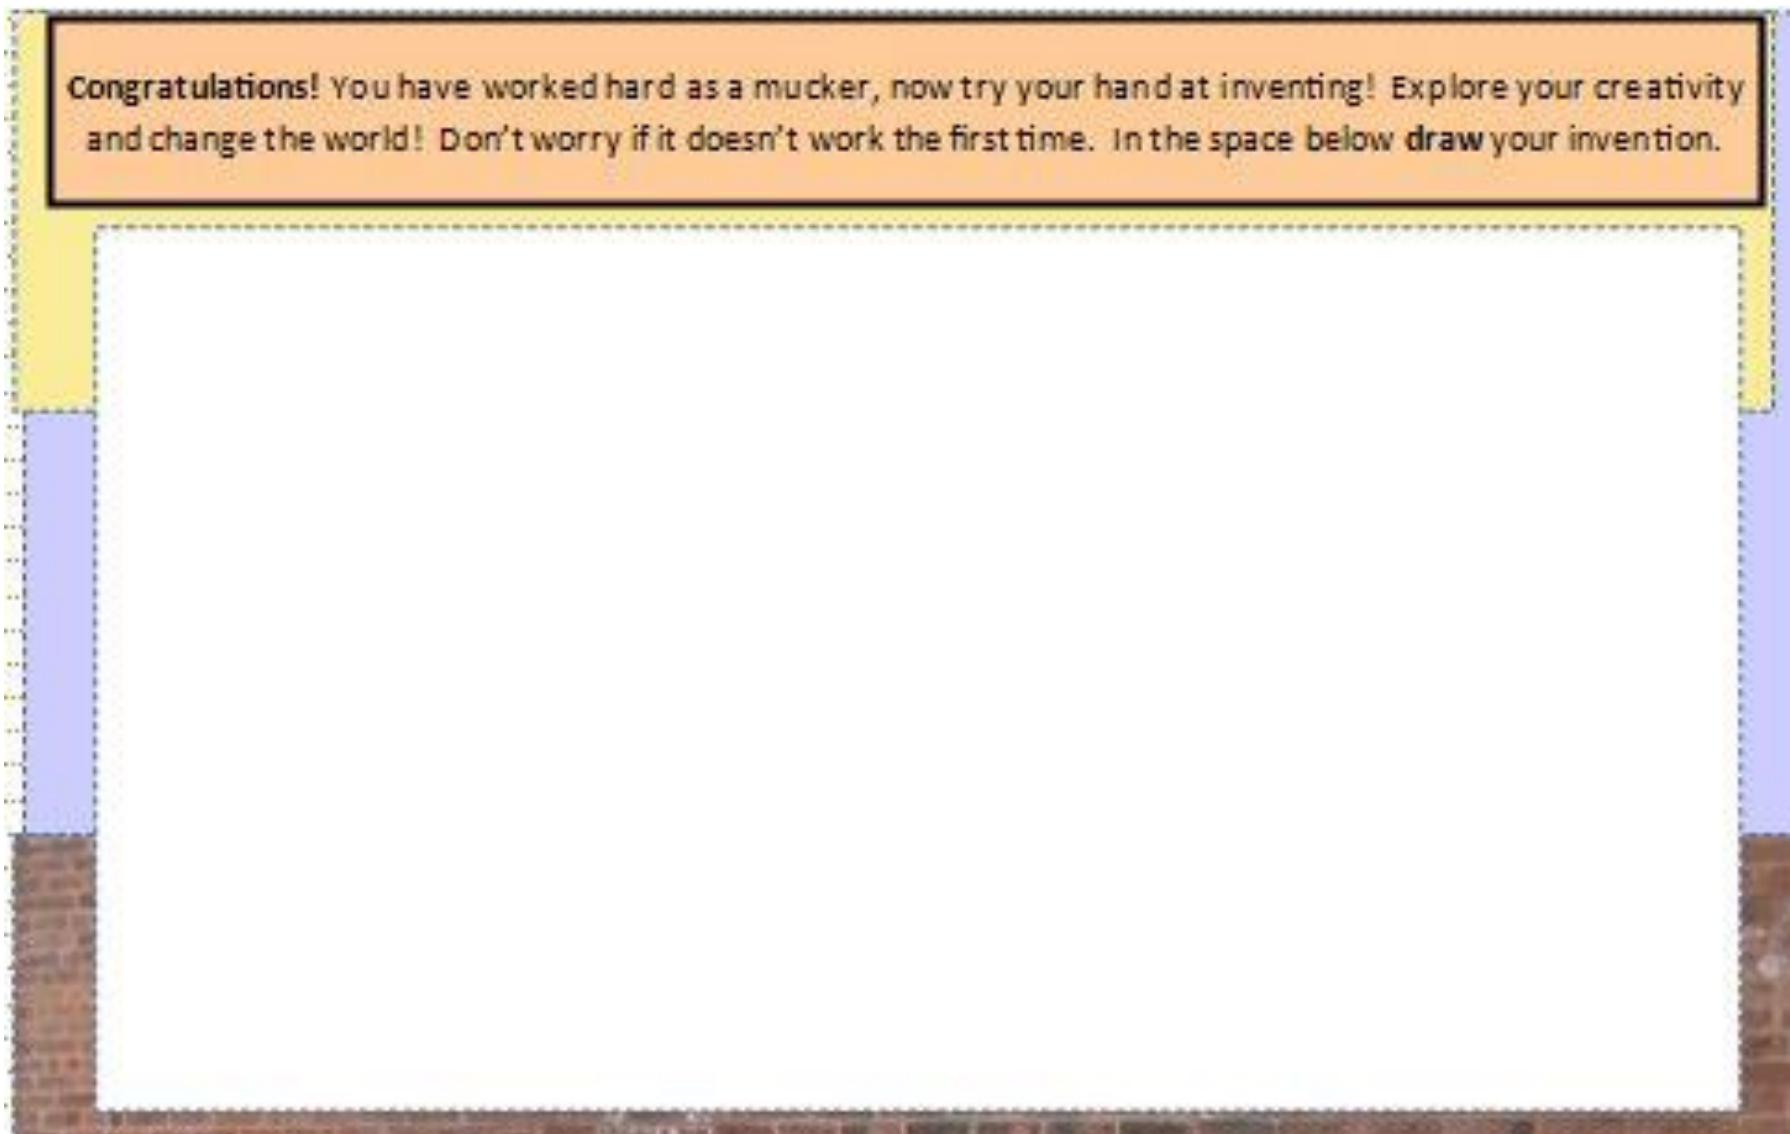 Congratulations! You have worked hard as a mucker, now try your hand at inventing! Explore your creativity
and change the world! Don't worry if it doesn't work the first time. In the space below draw your invention.